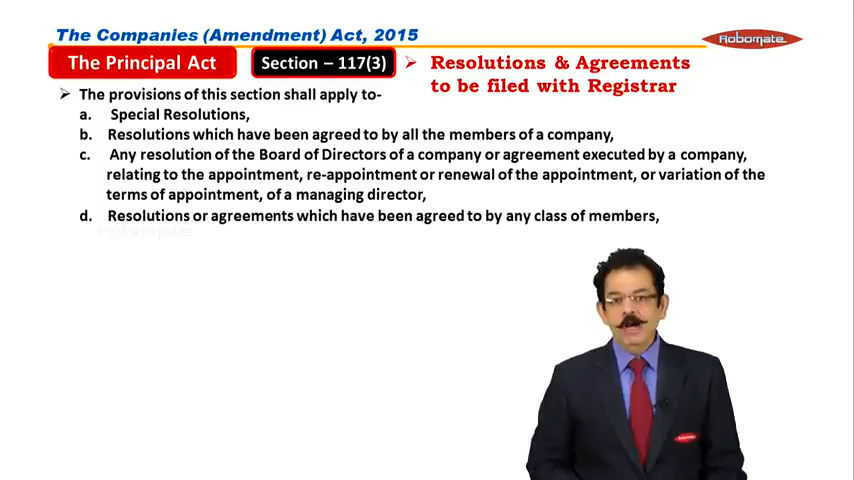 The Companies (Amendment) Act, 2015
Robomate
The Principal Act
Section – 117(3)
➢ Resolutions & Agreements
to be filed with Registrar
➢ The provisions of this section shall apply to-
a. Special Resolutions,
b. Resolutions which have been agreed to by all the members of a company,
c. Any resolution of the Board of Directors of a company or agreement executed by a company,
relating to the appointment, re-appointment or renewal of the appointment, or variation of the
terms of appointment, of a managing director,
d. Resolutions or agreements which have been agreed to by any class of members,
Robomate